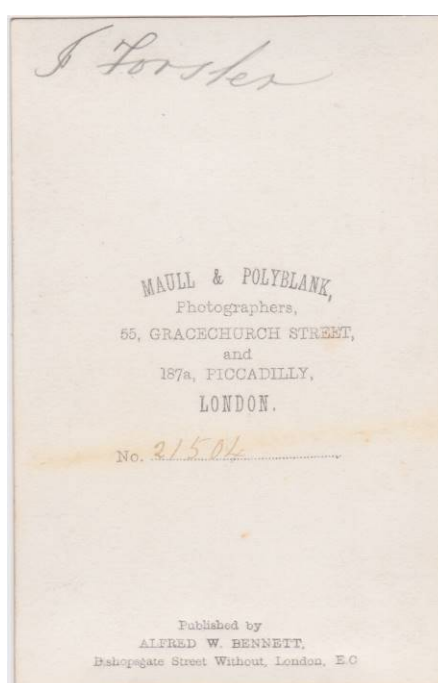 J Forster
MAULL & POLYBLANK,
Photographers,
55, GRACECHURCH STREET,
and
187a, PICCADILLY,
LONDON.
No. 21504
Published by
ALFRED W. BENNETT,
Bishopsgate Street Without, London, E.C